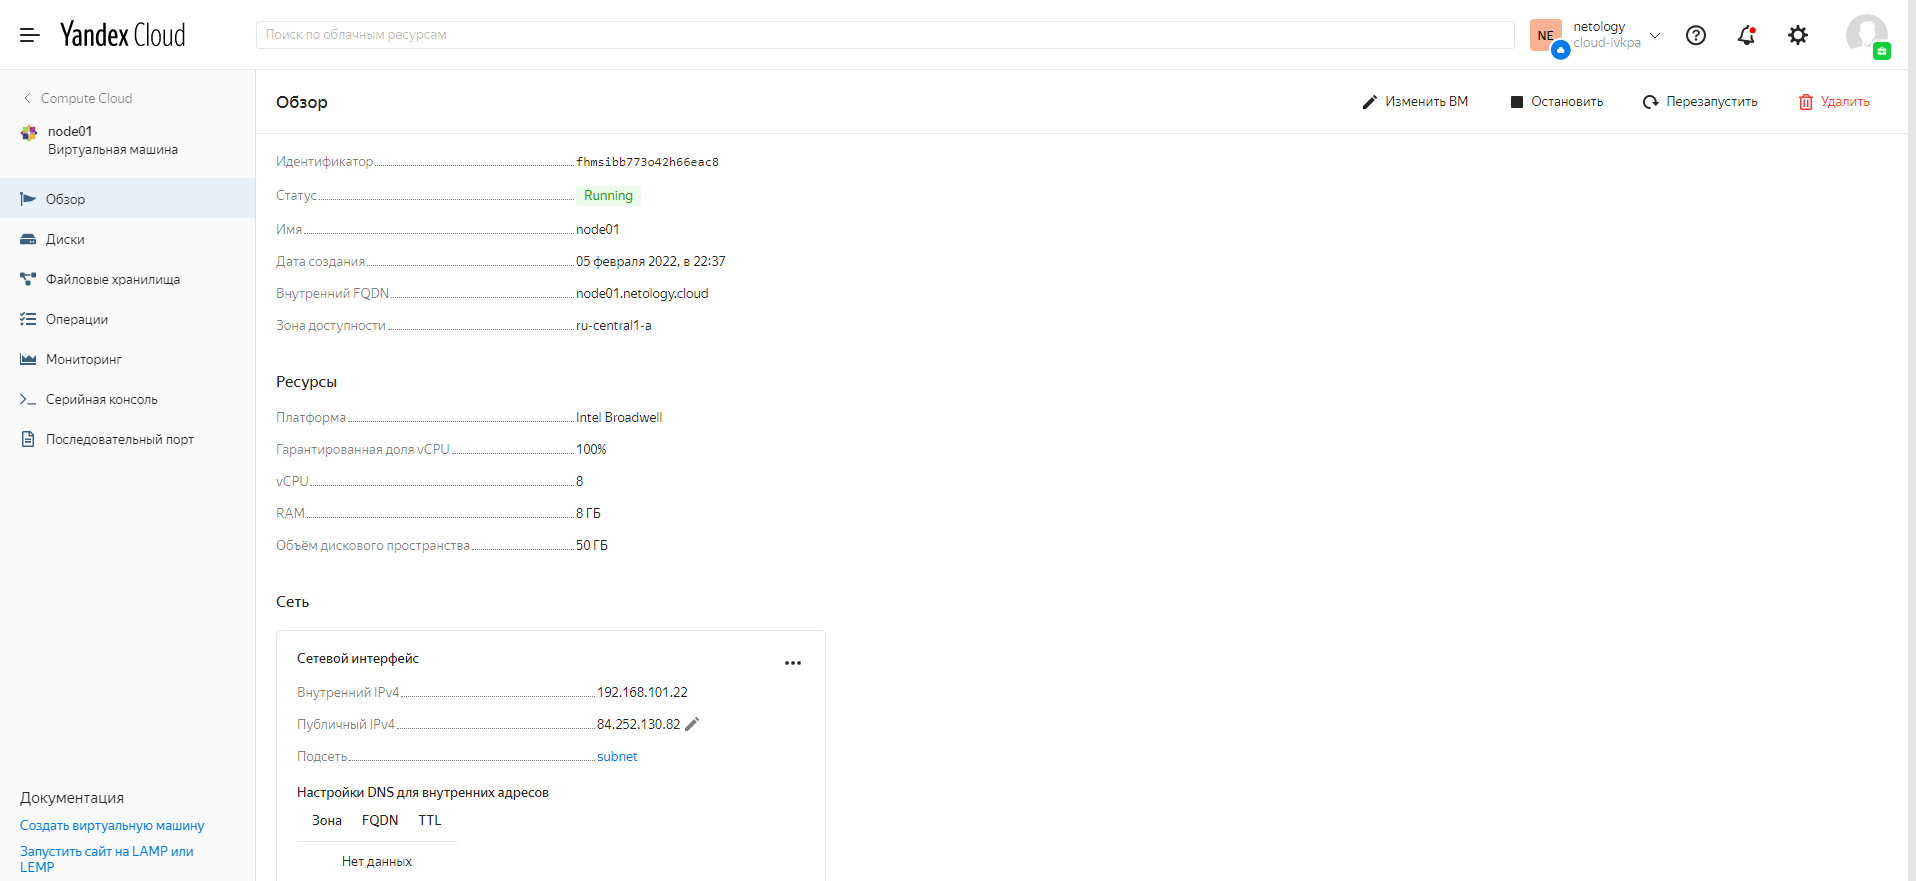 Yandex Cloud
Поиск по облачным ресурсам
NE
netology
cloud-ivkpa
Compute Cloud
node01
Виртуальная машина
Обзор
Диски
Файловые хранилища
Операции
Мониторинг
Серийная консоль
Последовательный порт
Документация
Создать виртуальную машину
Запустить сайт на LAMP или
LEMP
Обзор
Изменить ВМ
Остановить
Перезапустить
Удалить
Идентификатор fhmsibb773o42h66eac8
Статус Running
Имя node01
Дата создания 05 февраля 2022, в 22:37
Внутренний FQDN node01.netology.cloud
Зона доступности ru-central1-a
Ресурсы
Платформа Intel Broadwell
Гарантированная доля vCPU 100%
vCPU 8
RAM 8 ГБ
Объём дискового пространства 50 ГБ
Сеть
Сетевой интерфейс
Внутренний IPv4 192.168.101.22
Публичный IPv4 84.252.130.82
Подсеть subnet
Настройки DNS для внутренних адресов
Зона FQDN TTL
Нет данных